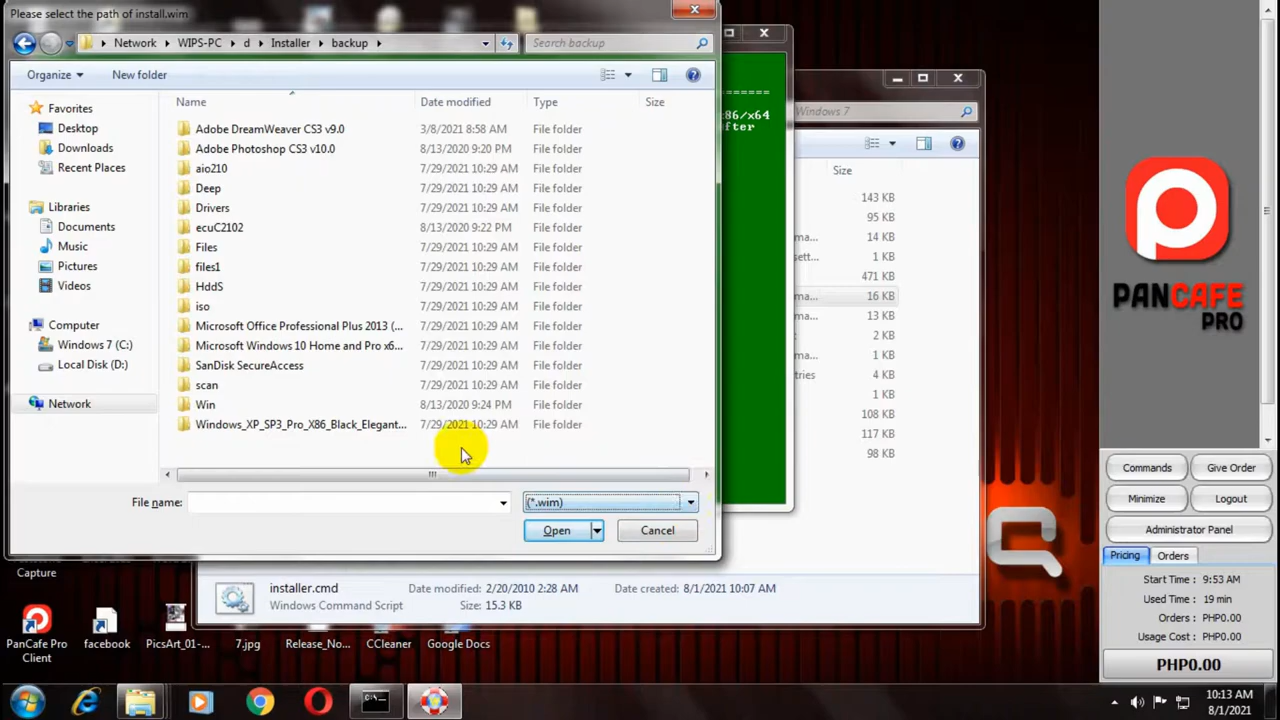 Please select the path of install.wim
Network
WIPS-PC
d
Installer
backup
Search backup
Organize
New folder
Name
Date modified
Type
Size
Favorites
Desktop
Downloads
Recent Places
Libraries
Documents
Music
Pictures
Videos
Computer
Windows 7 (C:)
Local Disk (D:)
Network
Adobe DreamWeaver CS3 v9.0 3/8/2021 8:58 AM File folder
Adobe Photoshop CS3 v10.0 8/13/2020 9:20 PM File folder
aio210 7/29/2021 10:29 AM File folder
Deep 7/29/2021 10:29 AM File folder
Drivers 7/29/2021 10:29 AM File folder
ecuC2102 8/13/2020 9:22 PM File folder
Files 7/29/2021 10:29 AM File folder
files1 7/29/2021 10:29 AM File folder
HddS 7/29/2021 10:29 AM File folder
iso 7/29/2021 10:29 AM File folder
Microsoft Office Professional Plus 2013 (... 7/29/2021 10:29 AM File folder
Microsoft Windows 10 Home and Pro x6... 7/29/2021 10:29 AM File folder
SanDisk SecureAccess 7/29/2021 10:29 AM File folder
scan 7/29/2021 10:29 AM File folder
Win 8/13/2020 9:24 PM File folder
Windows_XP_SP3_Pro_X86_Black_Elegant... 7/29/2021 10:29 AM File folder
File name:
(*.wim)
Open
Cancel
=======
86/x64
fter
Windows 7
Size
143 KB
95 KB
ma... 14 KB
sett... 1 KB
471 KB
ma... 16 KB
ma... 13 KB
t 2 KB
ma... 1 KB
tries 4 KB
1 KB
108 KB
117 KB
98 KB
installer.cmd
Windows Command Script
Date modified: 2/20/2010 2:28 AM
Size: 15.3 KB
Date created: 8/1/2021 10:07 AM
PANCAFE
PRO
Commands
Give Order
Minimize
Logout
Administrator Panel
Pricing
Orders
Start Time : 9:53 AM
Used Time : 19 min
Orders : PHP0.00
Usage Cost : PHP0.00
PHP0.00
Capture
PanCafe Pro
Client
facebook
PicsArt_01-...
7.jpg
Release_No...
CCleaner
Google Docs
10:13 AM
8/1/2021